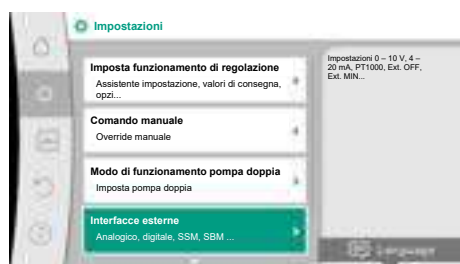 Impostazioni
Imposta funzionamento di regolazione
Assistente impostazione, valori di consegna,
opzi...
Comando manuale
Override manuale
Modo di funzionamento pompa doppia
Imposta pompa doppia
Interfacce esterne
Analogico, digitale, SSM, SBM ...
Impostazioni 0 – 10 V, 4 –
20 mA, PT1000, Ext. OFF,
Ext. MIN...
Language